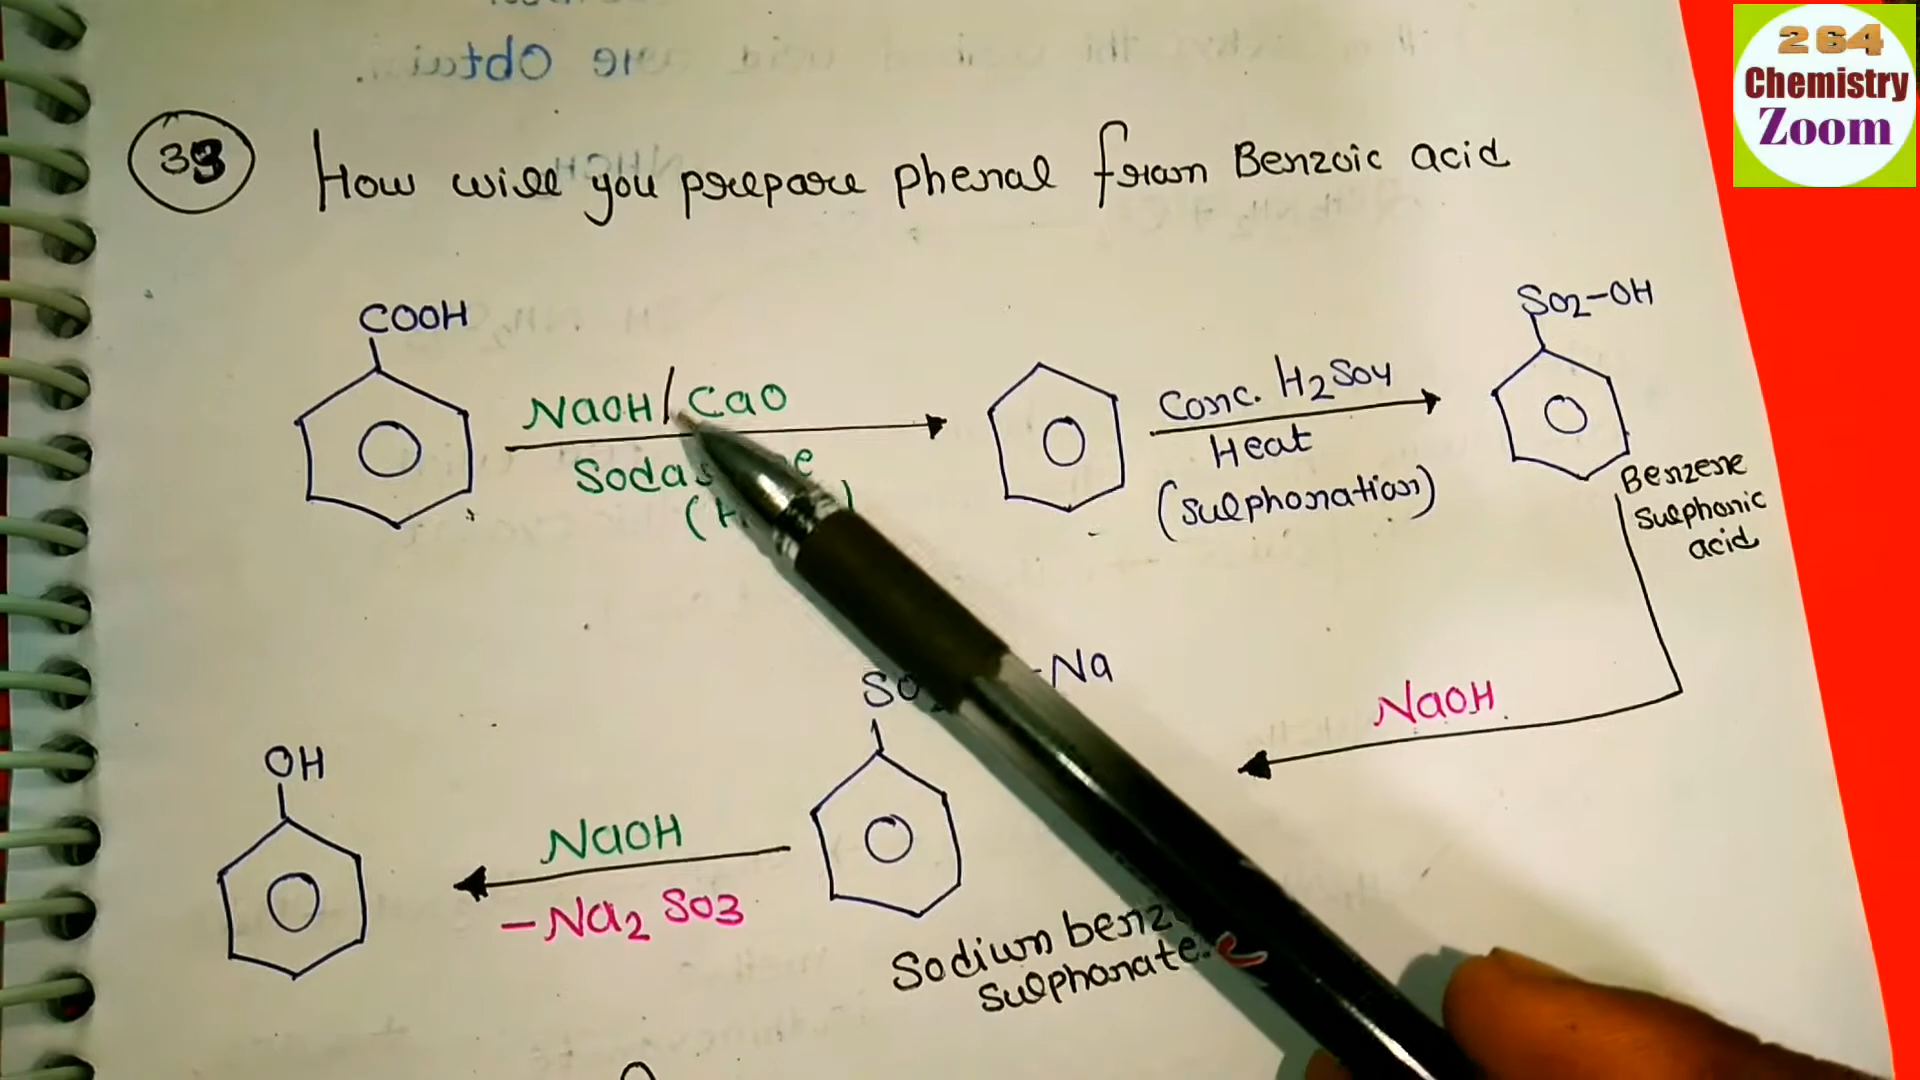 264
Chemistry
Zoom
33 How will you prepare phenol from Benzoic acid
COOH
NaOH/CaO
Conc. H2SO4
Heat
(Sulphonation)
SO2-OH
Benzene
Sulphonic
acid
NaOH
-Na
Sodium
Sulphonate.
NaOH
-Na2SO3
OH